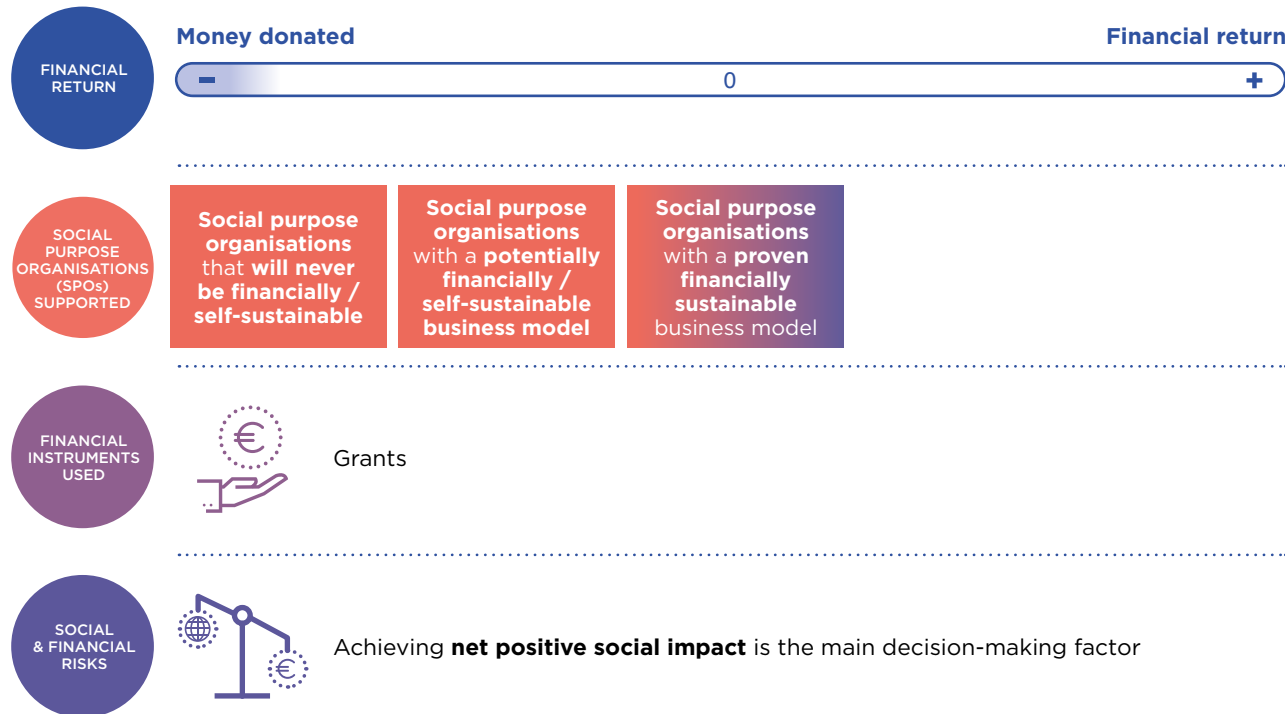 FINANCIAL
RETURN
Money donated
Financial return
-
0
+
SOCIAL
PURPOSE
ORGANISATIONS
(SPOs)
SUPPORTED
Social purpose
organisations
that will never
be financially /
self-sustainable
Social purpose
organisations
with a potentially
financially /
self-sustainable
business model
Social purpose
organisations
with a proven
financially
sustainable
business model
FINANCIAL
INSTRUMENTS
USED
€
Grants
SOCIAL
& FINANCIAL
RISKS
€
Achieving net positive social impact is the main decision-making factor